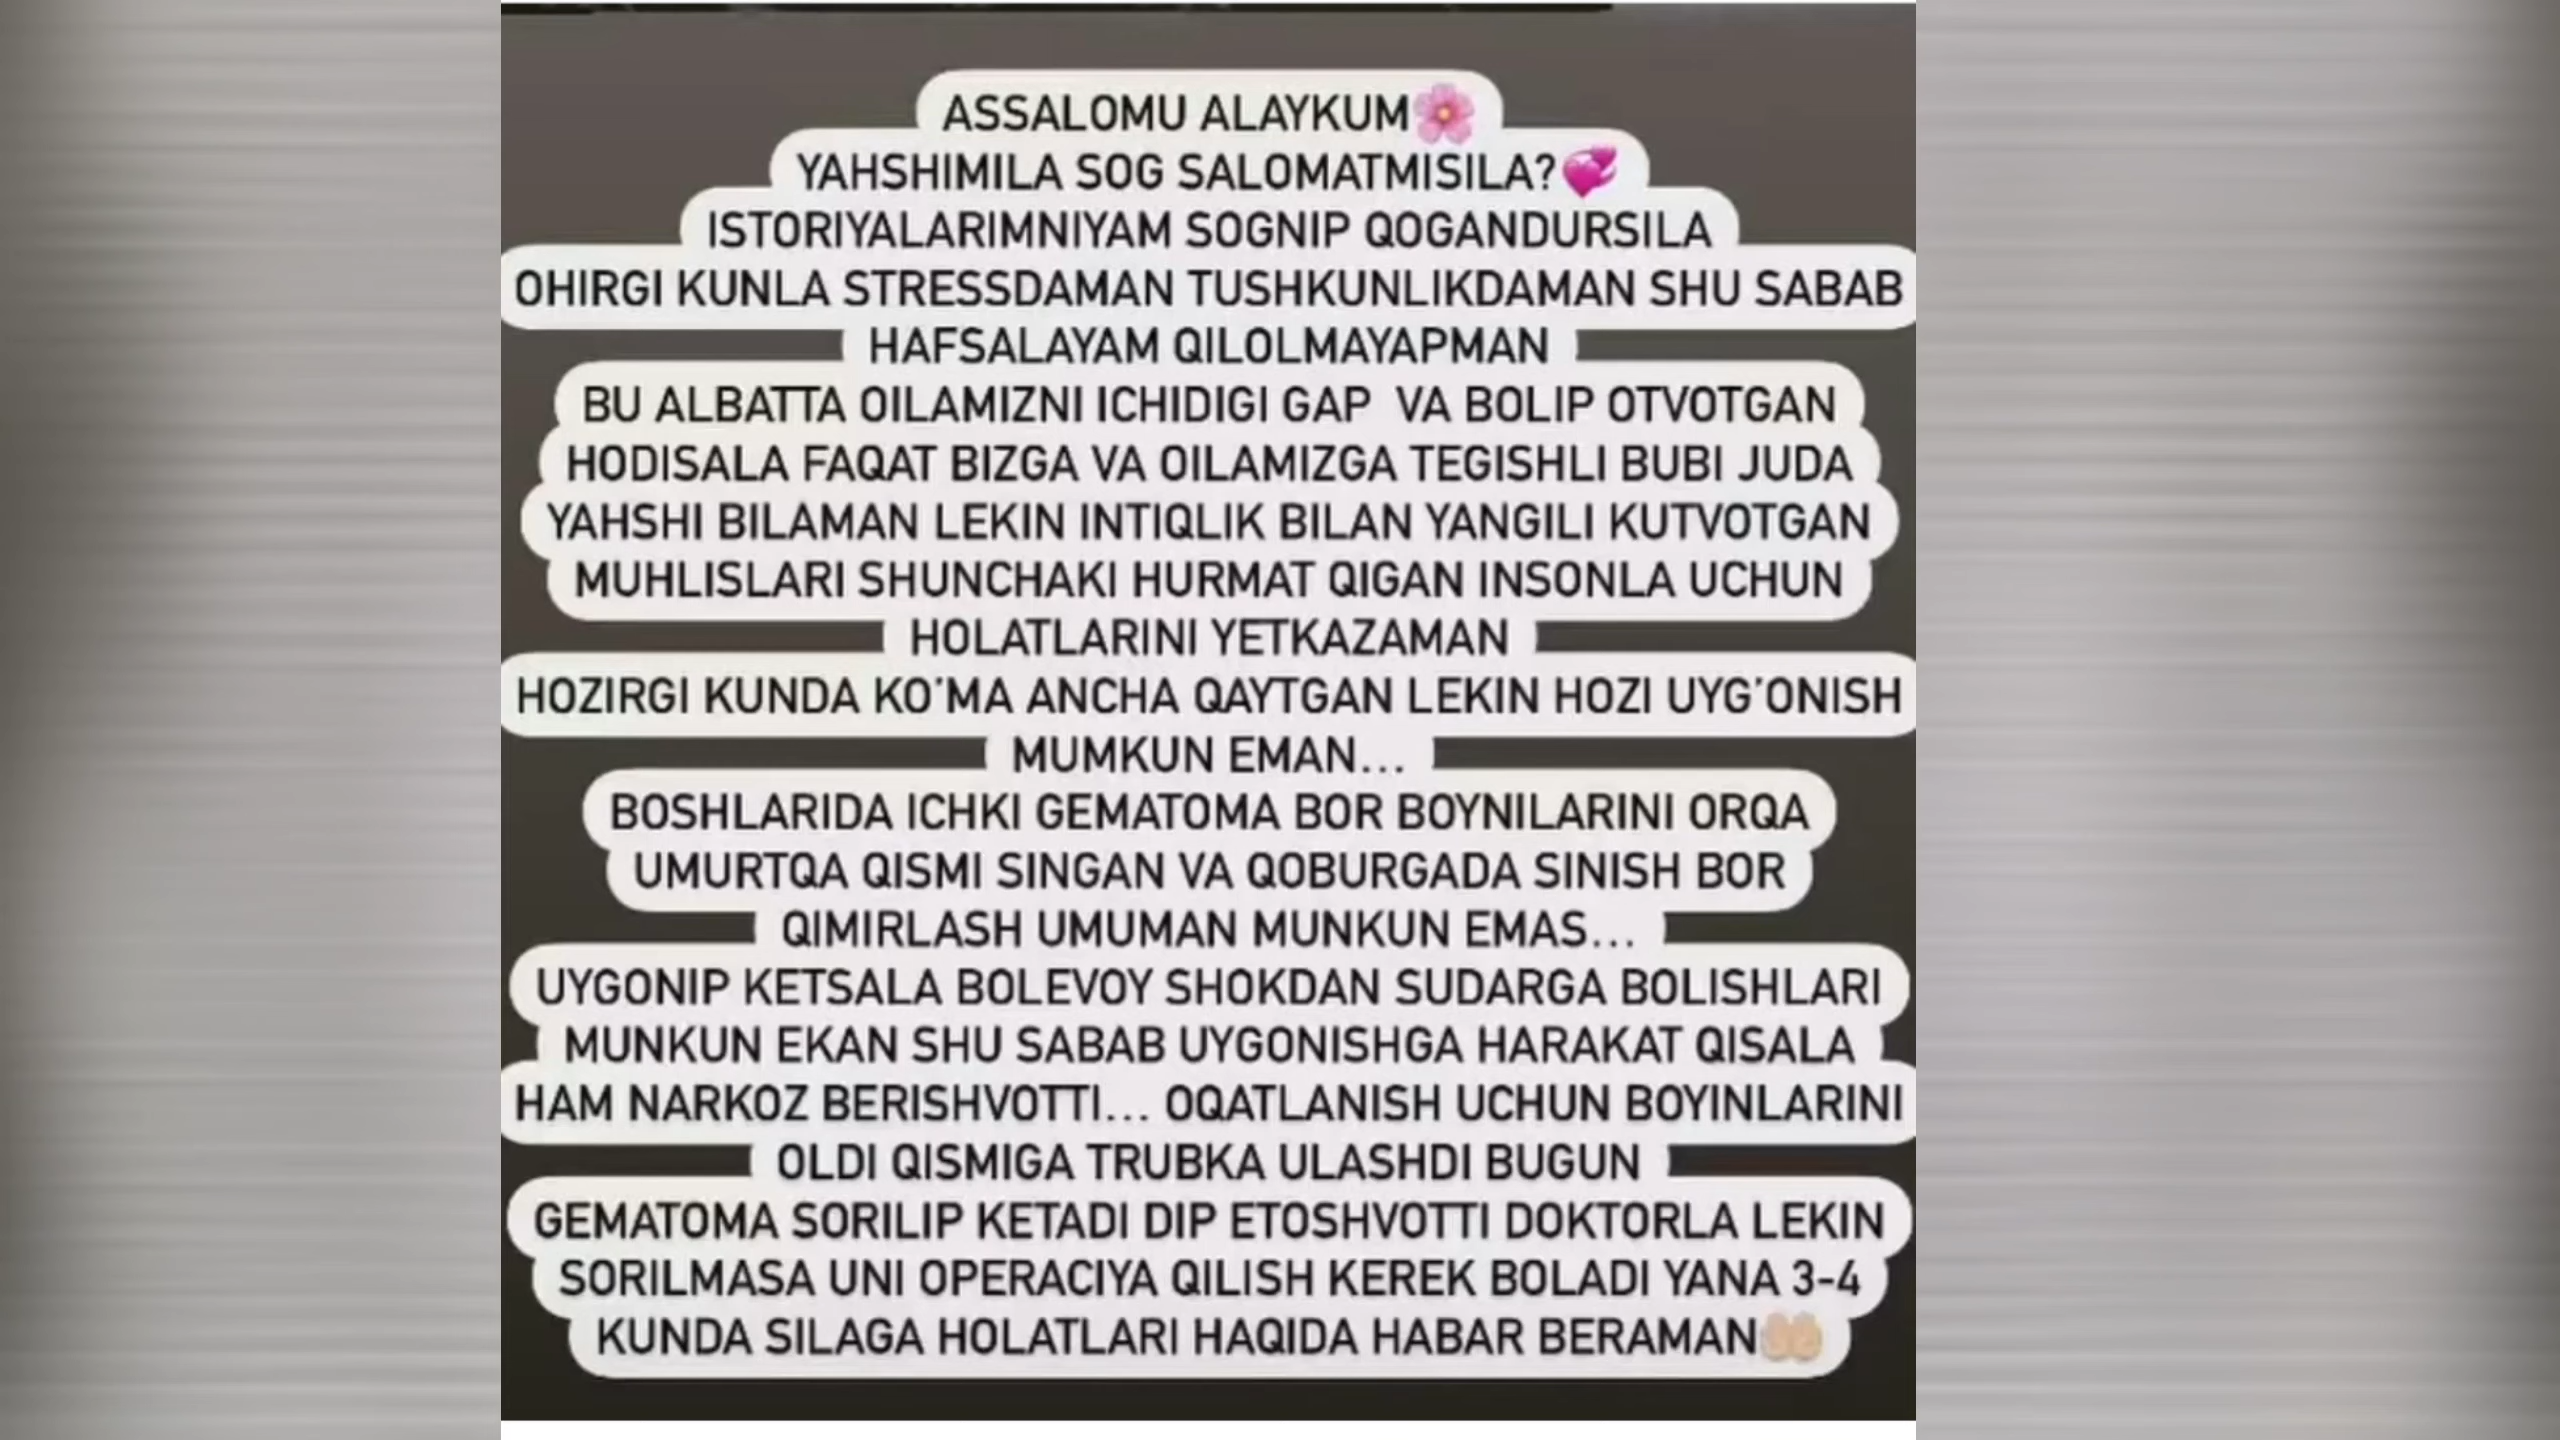 ASSALOMU ALAYKUM🌸
YAHSHIMILA SOG SALOMATMISILA?💞
ISTORIYALARIMNIYAM SOGNIP QOGANDURSILA
OHIRGI KUNLA STRESSDAMAN TUSHKUNLIKDAMAN SHU SABAB
HAFSALAYAM QILOLMAYAPMAN
BU ALBATTA OILAMIZNI ICHIDIGI GAP VA BOLIP OTVOTGAN
HODISALA FAQAT BIZGA VA OILAMIZGA TEGISHLI BUBI JUDA
YAHSHI BILAMAN LEKIN INTIQLIK BILAN YANGILI KUTVOTGAN
MUHLISLARI SHUNCHAKI HURMAT QIGAN INSONLA UCHUN
HOLATLARINI YETKAZAMAN
HOZIRGI KUNDA KO'MA ANCHA QAYTGAN LEKIN HOZI UYG'ONISH
MUMKUN EMAN...
BOSHLARIDA ICHKI GEMATOMA BOR BOYNILARINI ORQA
UMURTQA QISMI SINGAN VA QOBURGADA SINISH BOR
QIMIRLASH UMUMAN MUNKUN EMAS...
UYGONIP KETSALA BOLEVOY SHOKDAN SUDARGA BOLISHLARI
MUNKUN EKAN SHU SABAB UYGONISHGA HARAKAT QISALA
HAM NARKOZ BERISHVOTTI... OQATLANISH UCHUN BOYINLARINI
OLDI QISMIGA TRUBKA ULASHDI BUGUN
GEMATOMA SORILIP KETADI DIP ETOSHVOTTI DOKTORLA LEKIN
SORILMASA UNI OPERACIYA QILISH KEREK BOLADI YANA 3-4
KUNDA SILAGA HOLATLARI HAQIDA HABAR BERAMAN🤲🏼